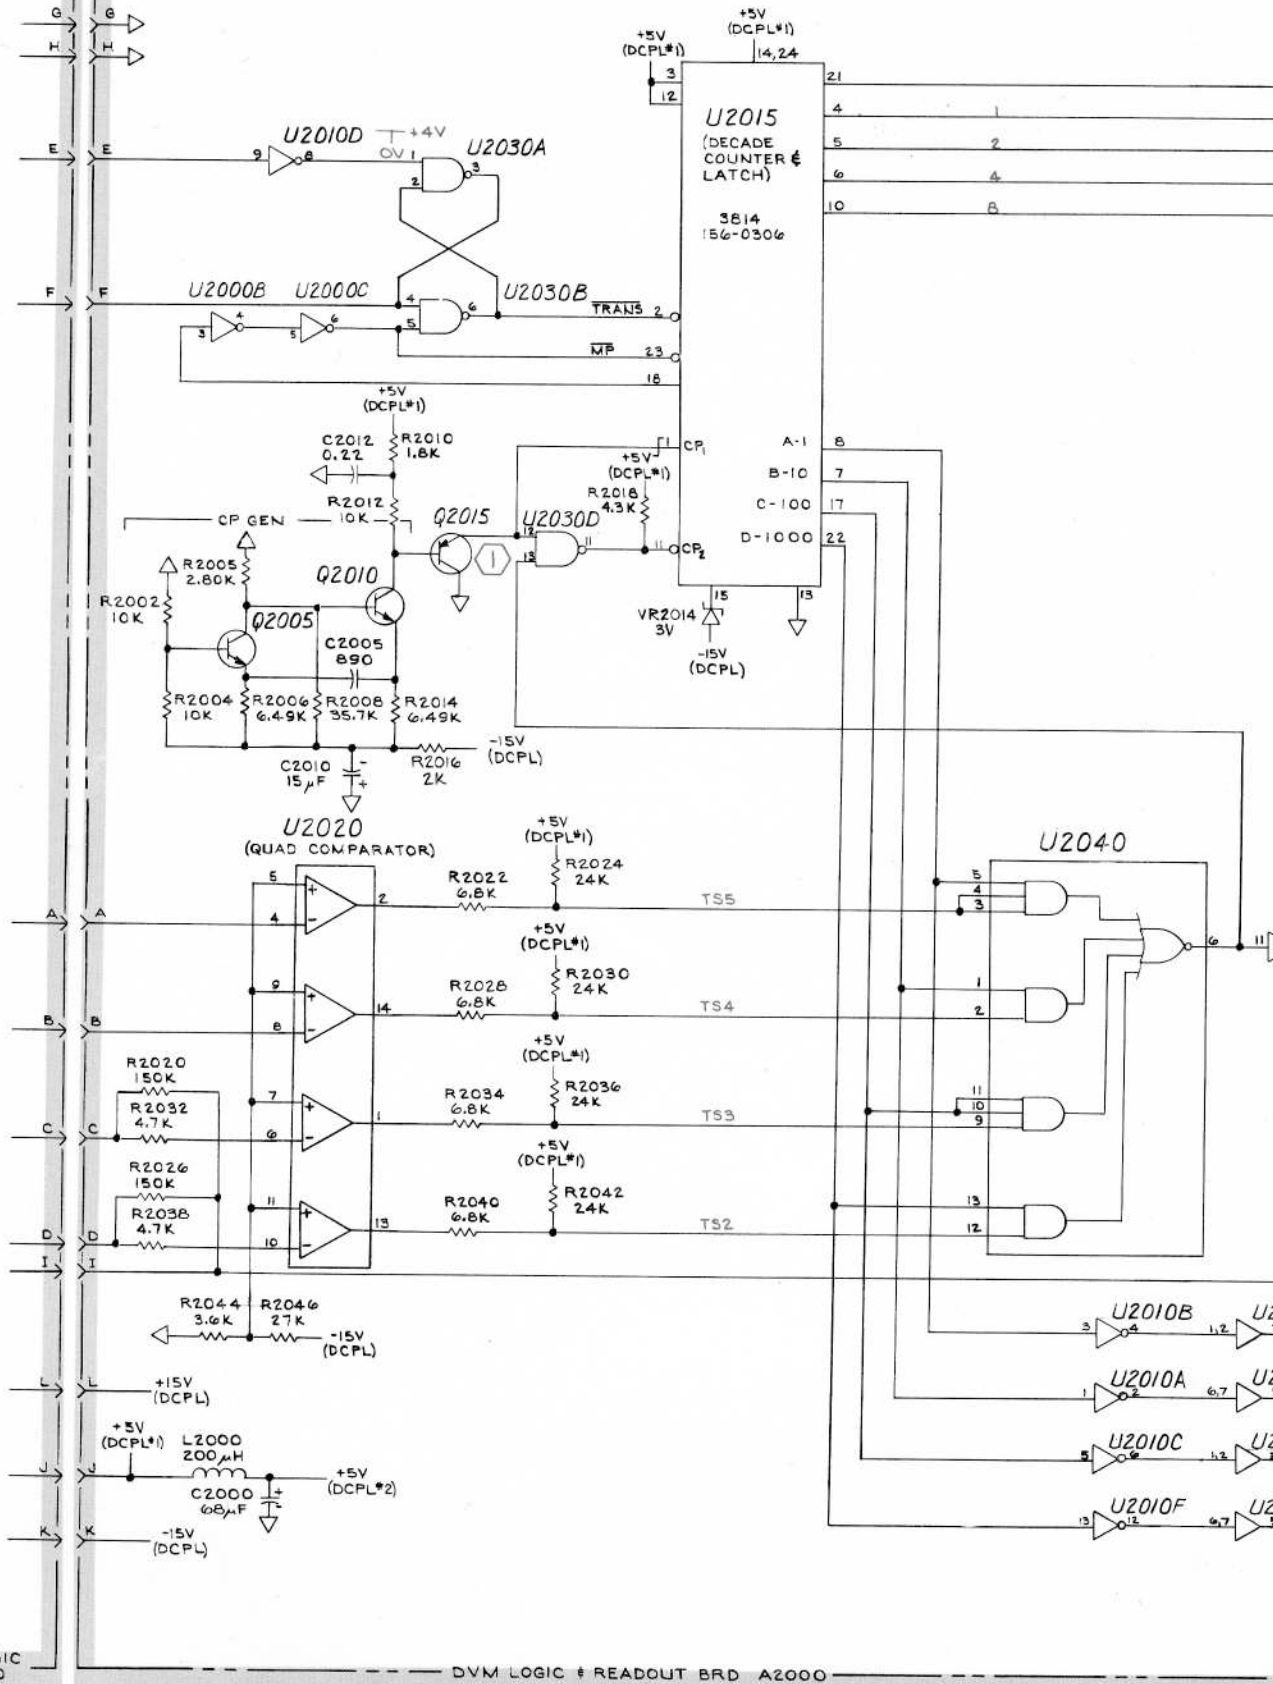 G G
H H
+5V
(DCPL#1)
+5V
(DCPL#1)
14,24
3
12
21
U2015
4
1
(DECADE
COUNTER &
LATCH)
5
2
6
4
10
8
3814
156-0306
E E
9
U2010D
8
+4V
0V
1
2
U2030A
3
F F
U2000B
U2000C
4
5
6
U2030B
TRANS 2
3
4
5
6
MP 23
18
+5V
(DCPL#1)
C2012
0.22
R2010
1.8K
R2012
10K
CP GEN
Q2015
1
12
13
U2030D
11
+5V
(DCPL#1)
R2018
4.3K
1 CP1
11 CP2
A-1 8
B-10 7
C-100 17
D-1000 22
15
13
VR2014
3V
-15V
(DCPL)
R2005
2.80K
R2002
10K
Q2010
Q2005
C2005
890
R2004
10K
R2006
6.49K
R2008
35.7K
R2014
6.49K
C2010
15µF
-
+
R2016
2K
-15V
(DCPL)
U2020
(QUAD COMPARATOR)
U2040
A A
5
+
4
-
2
R2022
6.8K
+5V
(DCPL#1)
R2024
24K
TS5
5
4
3
6
11
B B
9
+
8
-
14
R2028
6.8K
+5V
(DCPL#1)
R2030
24K
TS4
1
2
R2020
150K
R2032
4.7K
C C
7
+
6
-
1
R2034
6.8K
+5V
(DCPL#1)
R2036
24K
TS3
11
10
9
R2026
150K
R2038
4.7K
D D
11
+
10
-
13
R2040
6.8K
+5V
(DCPL#1)
R2042
24K
TS2
13
12
I I
R2044
3.6K
R2046
27K
-15V
(DCPL)
3
U2010B
4
1,2
L L
+15V
(DCPL)
1
U2010A
2
6,7
+5V
(DCPL#1)
J J
L2000
200µH
C2000
68µF
+
-
+5V
(DCPL#2)
5
U2010C
6
1,2
K K
-15V
(DCPL)
13
U2010F
12
6,7
DVM LOGIC & READOUT BRD A2000